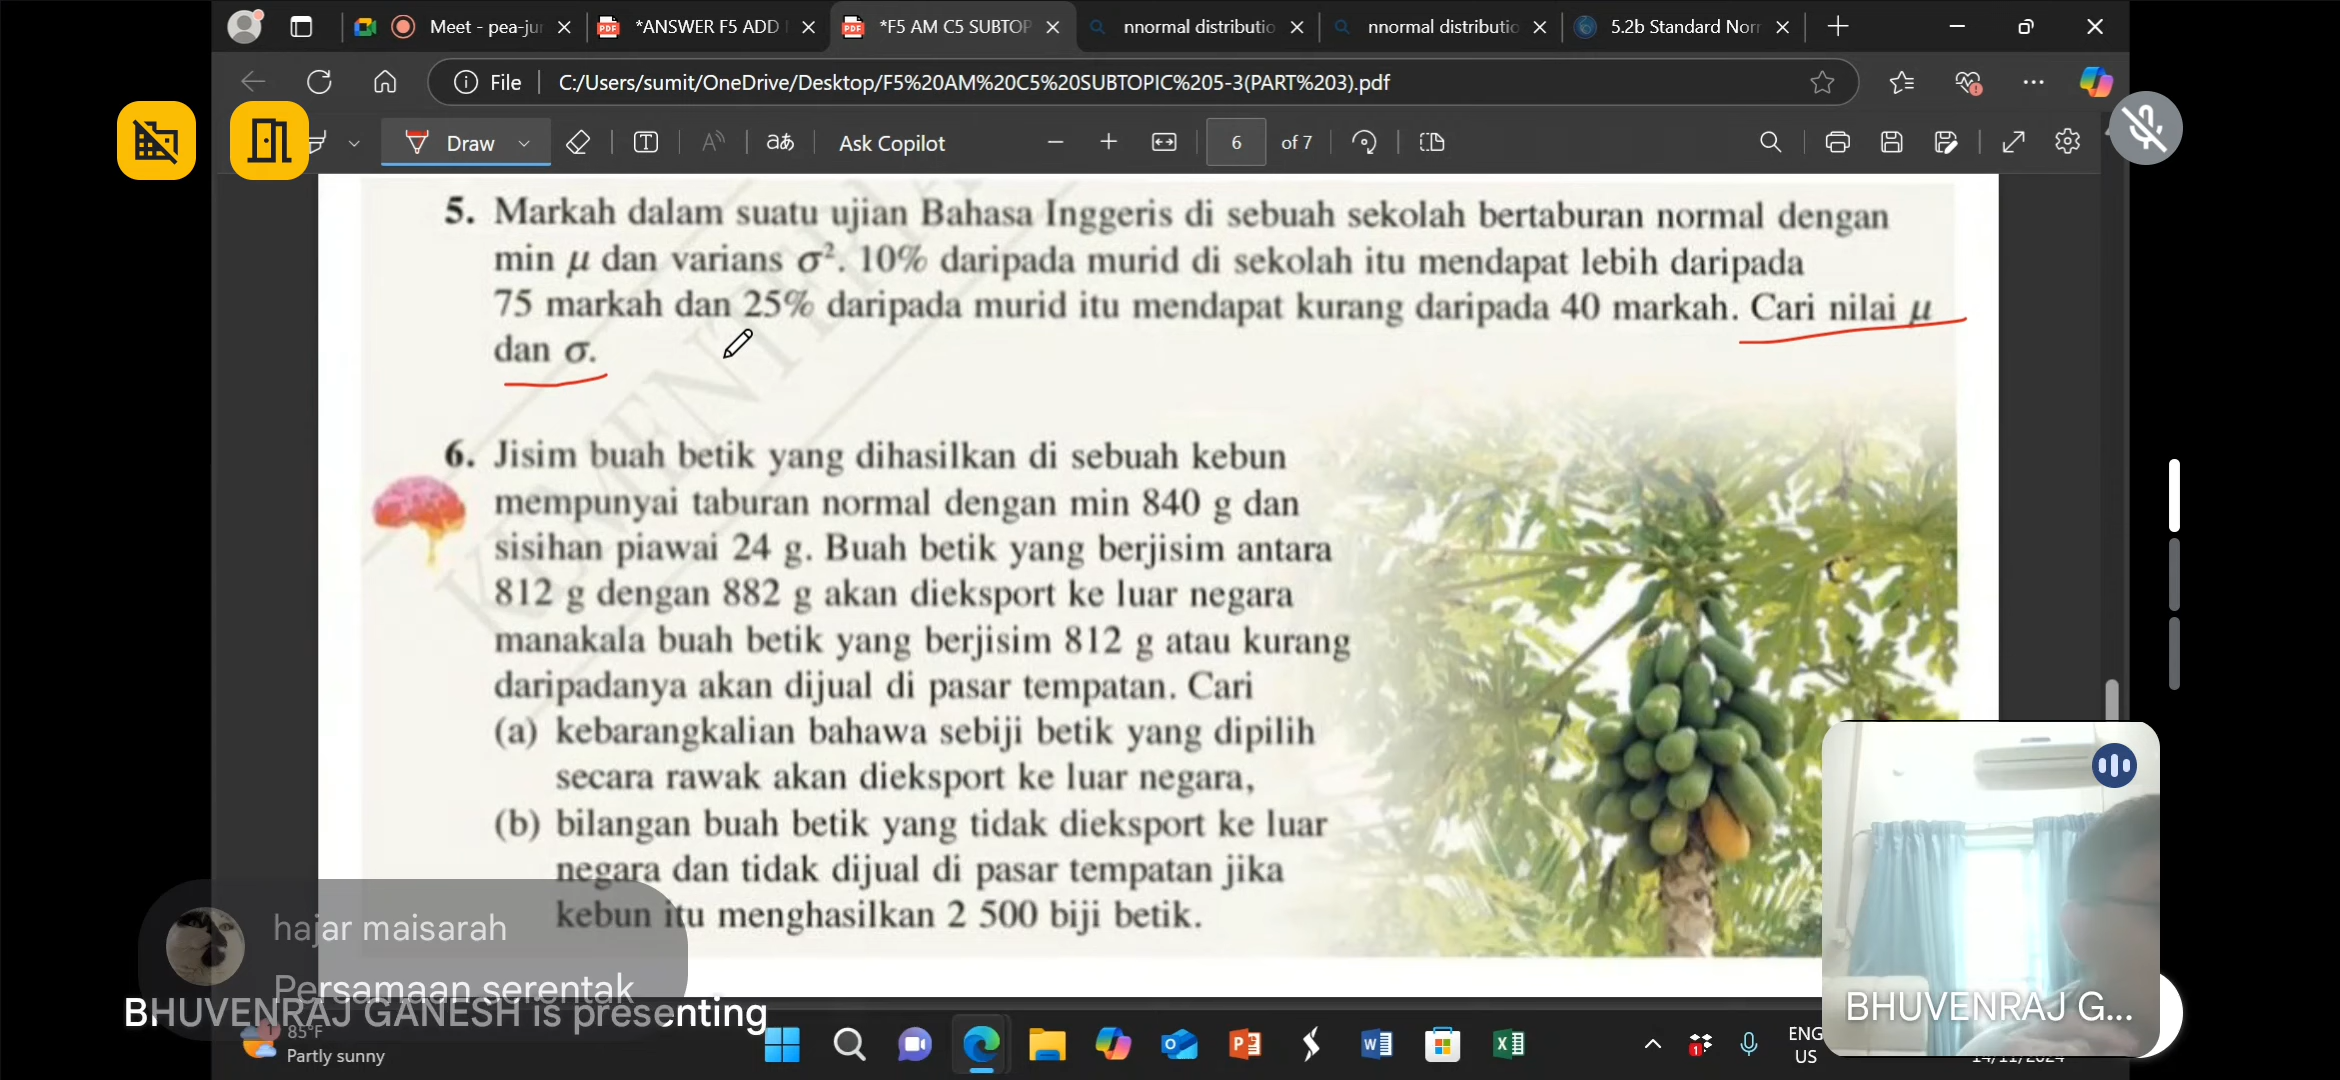 Meet - pea-ju
*ANSWER F5 ADD
*F5 AM C5 SUBTOP
nnormal distributio
nnormal distributio
5.2b Standard Norr
File
C:/Users/sumit/OneDrive/Desktop/F5%20AM%20C5%20SUBTOPIC%205-3(PART%203).pdf
Draw
aあ
Ask Copilot
6 of 7
5. Markah dalam suatu ujian Bahasa Inggeris di sebuah sekolah bertaburan normal dengan
min μ dan varians σ². 10% daripada murid di sekolah itu mendapat lebih daripada
75 markah dan 25% daripada murid itu mendapat kurang daripada 40 markah. Cari nilai μ
dan σ.
6. Jisim buah betik yang dihasilkan di sebuah kebun
mempunyai taburan normal dengan min 840 g dan
sisihan piawai 24 g. Buah betik yang berjisim antara
812 g dengan 882 g akan dieksport ke luar negara
manakala buah betik yang berjisim 812 g atau kurang
daripadanya akan dijual di pasar tempatan. Cari
(a) kebarangkalian bahawa sebiji betik yang dipilih
secara rawak akan dieksport ke luar negara,
(b) bilangan buah betik yang tidak dieksport ke luar
negara dan tidak dijual di pasar tempatan jika
kebun itu menghasilkan 2 500 biji betik.
hajar maisarah
Persamaan serentak
BHUVENRAJ GANESH is presenting
BHUVENRAJ G...
85°F
Partly sunny
ENG
US
14/11/2024